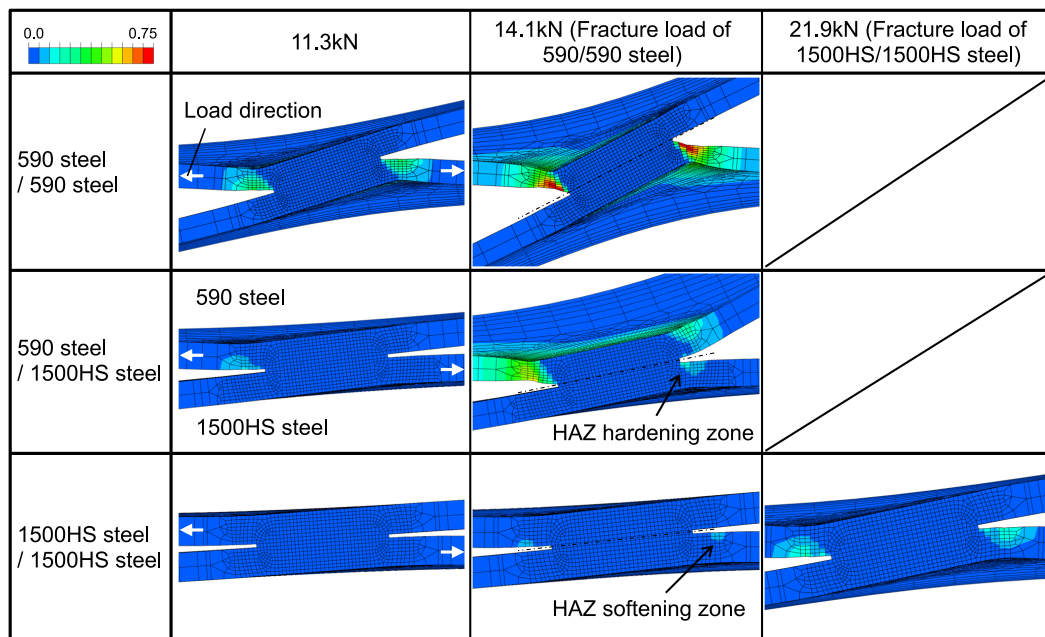 0.0 0.75
11.3kN
14.1kN (Fracture load of
590/590 steel)
21.9kN (Fracture load of
1500HS/1500HS steel)
590 steel
/ 590 steel
Load direction
590 steel
/ 1500HS steel
590 steel
1500HS steel
HAZ hardening zone
1500HS steel
/ 1500HS steel
HAZ softening zone